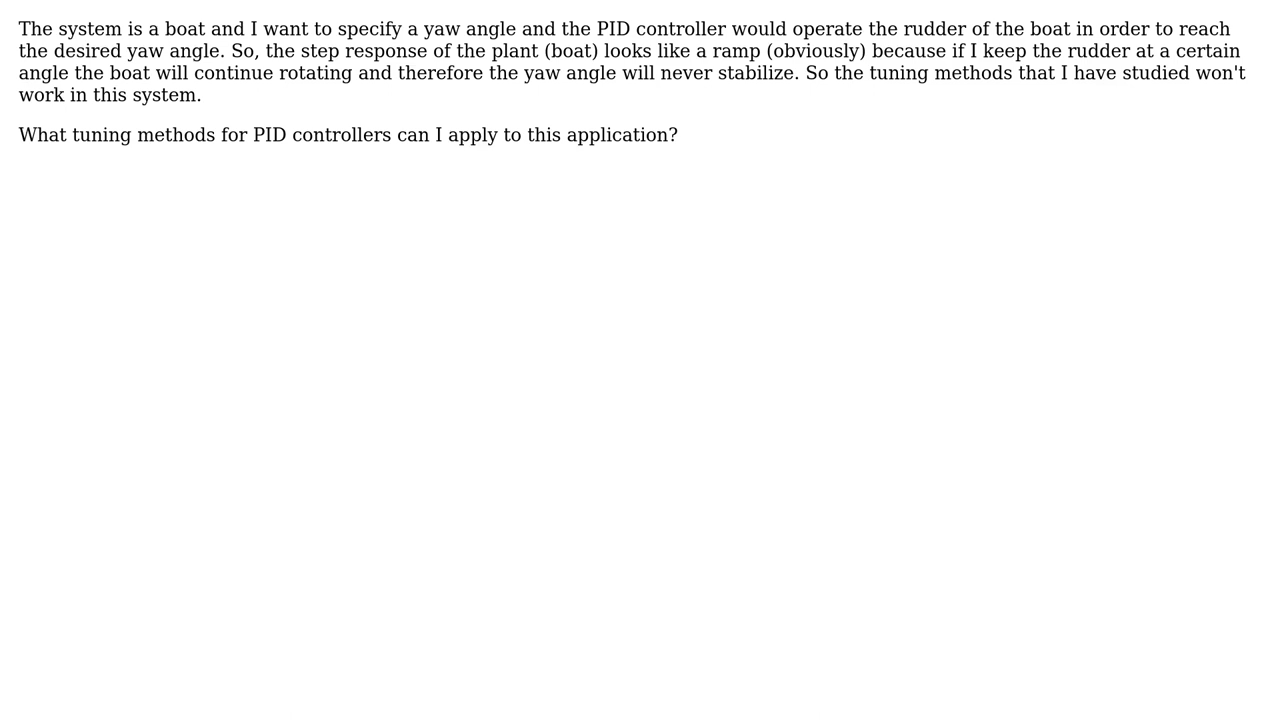 The system is a boat and I want to specify a yaw angle and the PID controller would operate the rudder of the boat in order to reach
the desired yaw angle. So, the step response of the plant (boat) looks like a ramp (obviously) because if I keep the rudder at a certain
angle the boat will continue rotating and therefore the yaw angle will never stabilize. So the tuning methods that I have studied won't
work in this system.
What tuning methods for PID controllers can I apply to this application?